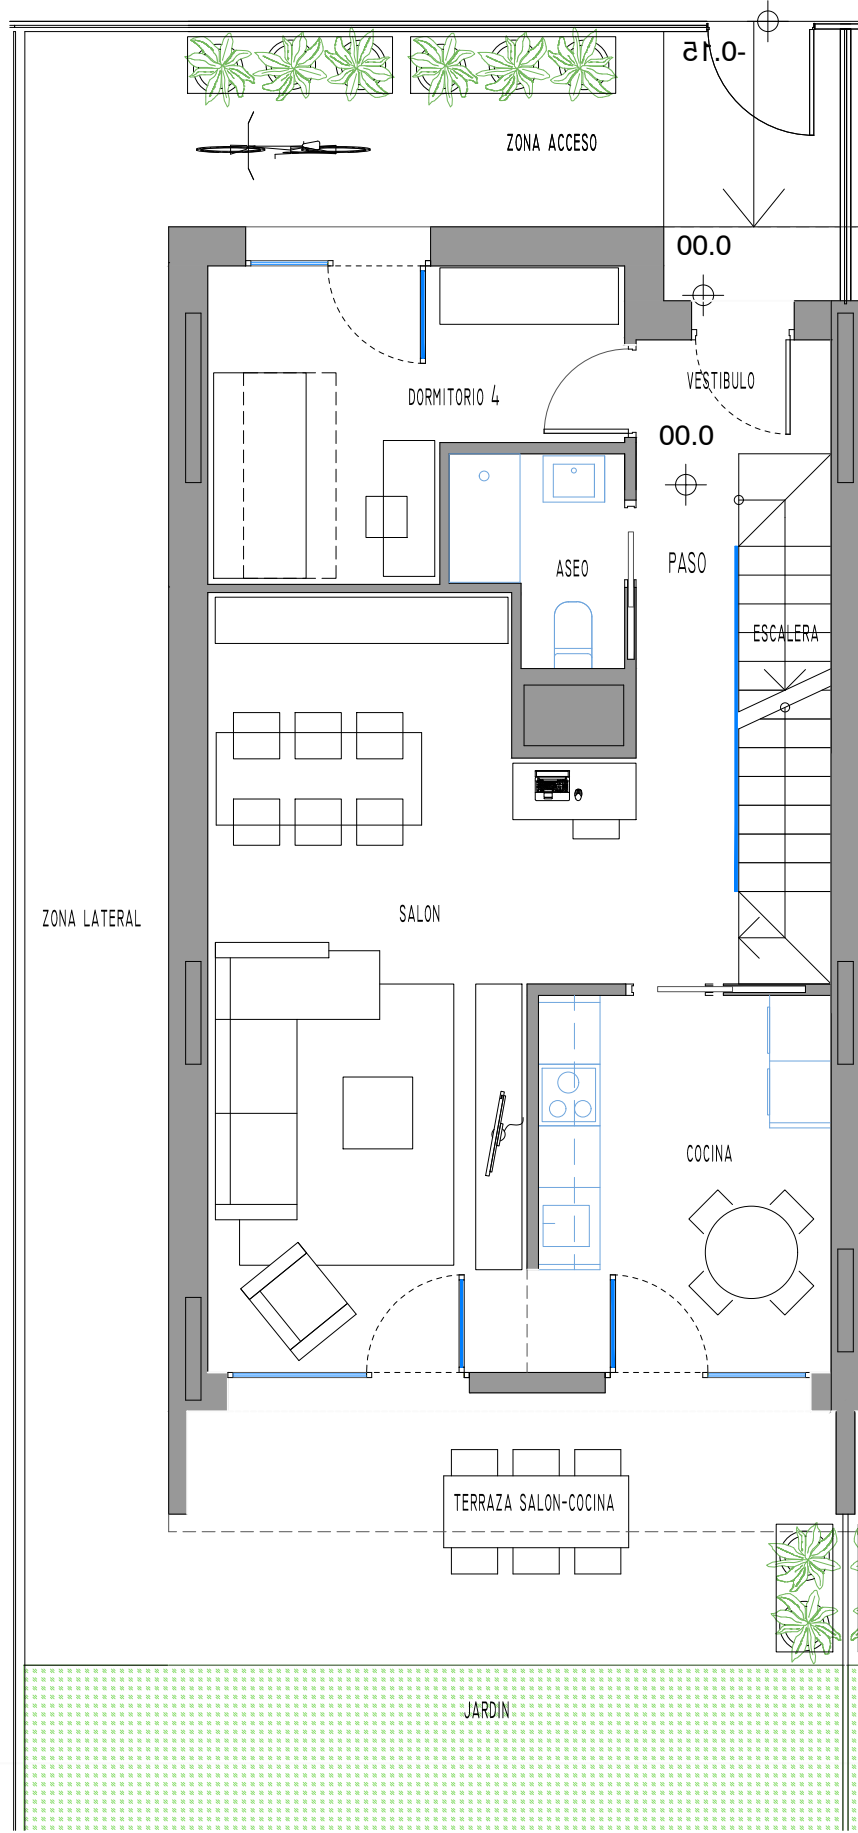 -0.15
ZONA ACCESO
0.00
VESTIBULO
DORMITORIO 4
0.00
PASO
ASEO
ESCALERA
SALON
ZONA LATERAL
COCINA
TERRAZA SALON-COCINA
JARDIN